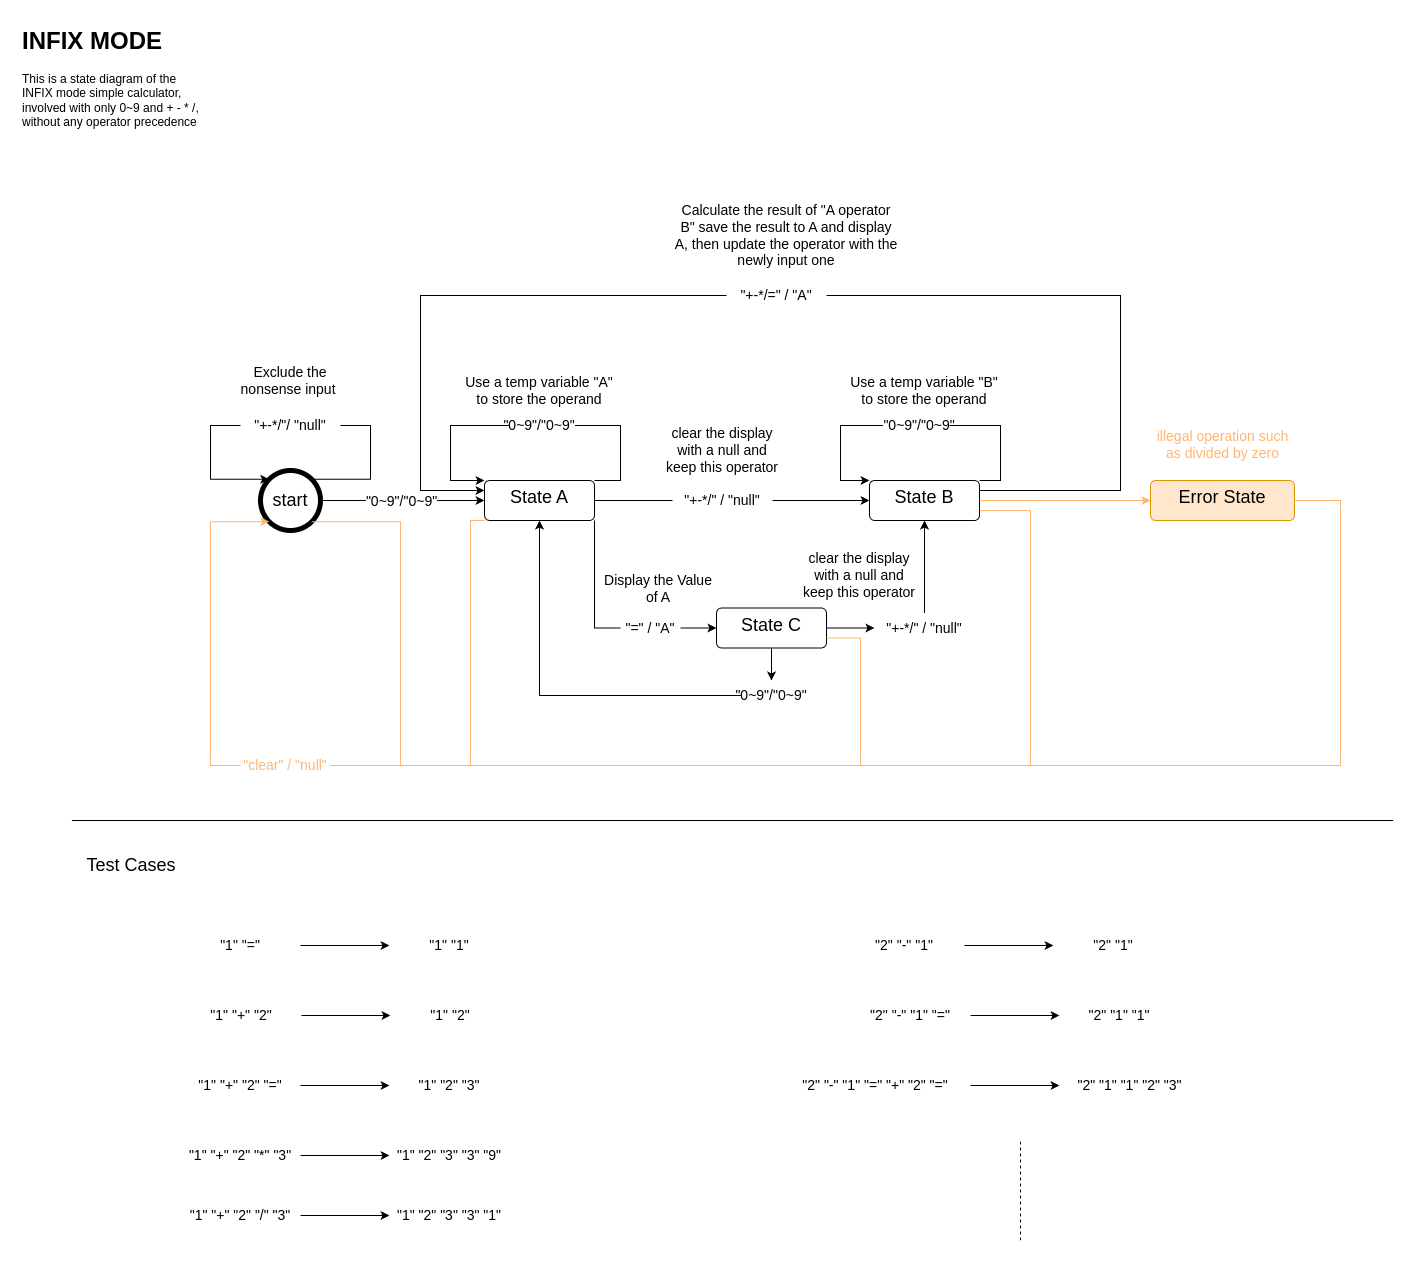 INFIX MODE
This is a state diagram of the
INFIX mode simple calculator,
involved with only 0~9 and + - * /,
without any operator precedence
Calculate the result of "A operator
B" save the result to A and display
A, then update the operator with the
newly input one
"+-*/=" / "A"
Exclude the
nonsense input
"+-*/"/ "null"
Use a temp variable "A"
to store the operand
"0~9"/"0~9"
clear the display
with a null and
keep this operator
Use a temp variable "B"
to store the operand
"0~9"/"0~9"
illegal operation such
as divided by zero
start
"0~9"/"0~9"
State A
"+-*/" / "null"
State B
Error State
Display the Value
of A
"=" / "A"
State C
clear the display
with a null and
keep this operator
"+-*/" / "null"
"0~9"/"0~9"
"clear" / "null"
Test Cases
"1" "=" "1" "1"
"1" "+" "2" "1" "2"
"1" "+" "2" "=" "1" "2" "3"
"1" "+" "2" "*" "3" "1" "2" "3" "3" "9"
"1" "+" "2" "/" "3" "1" "2" "3" "3" "1"
"2" "-" "1" "2" "1"
"2" "-" "1" "=" "2" "1" "1"
"2" "-" "1" "=" "+" "2" "=" "2" "1" "1" "2" "3"